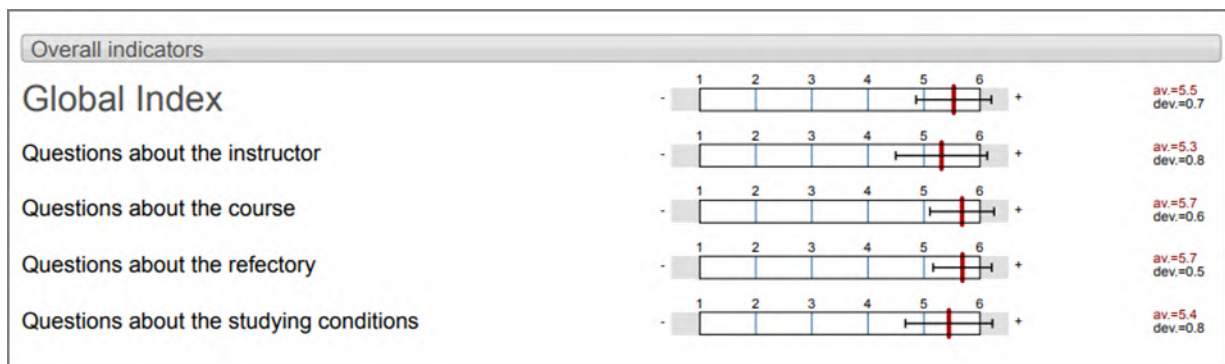 Overall indicators
Global Index
- 1 2 3 4 5 6 +
av.=5.5
dev.=0.7
Questions about the instructor
- 1 2 3 4 5 6 +
av.=5.3
dev.=0.8
Questions about the course
- 1 2 3 4 5 6 +
av.=5.7
dev.=0.6
Questions about the refectory
- 1 2 3 4 5 6 +
av.=5.7
dev.=0.5
Questions about the studying conditions
- 1 2 3 4 5 6 +
av.=5.4
dev.=0.8